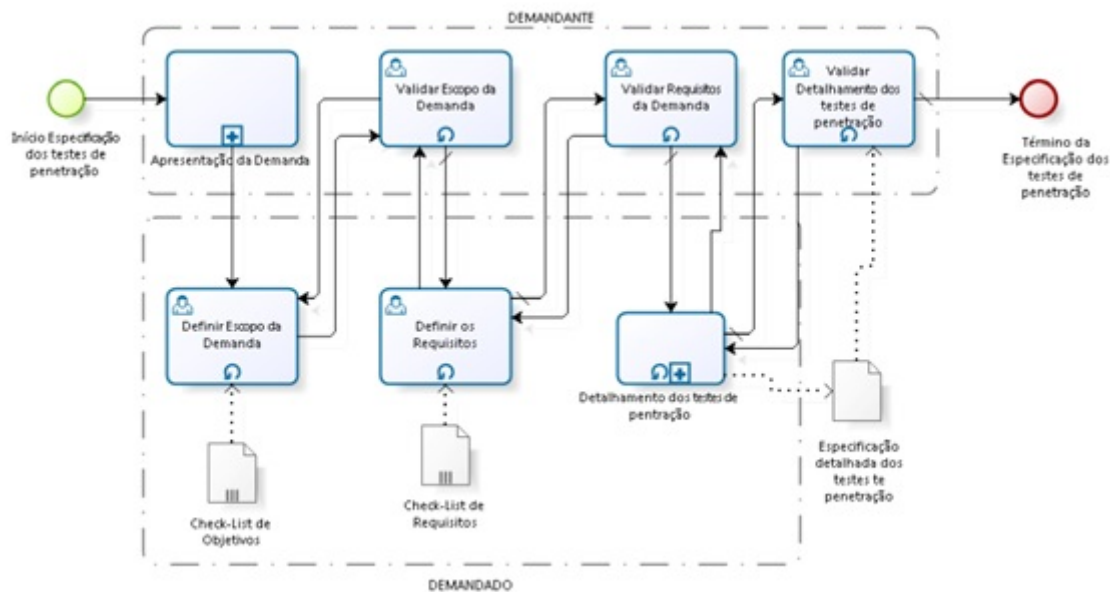 DEMANDANTE
Início Especificação
dos testes de
penetração
Apresentação da Demanda
Validar Escopo da
Demanda
Validar Requisitos
da Demanda
Validar
Detalhamento dos
testes de
penetração
Término da
Especificação dos
testes de
penetração
Definir Escopo da
Demanda
Definir os
Requisitos
Detalhamento dos testes de
pentração
Check-List de
Objetivos
Check-List de
Requisitos
Especificação
detalhada dos
testes te
penetração
DEMANDADO